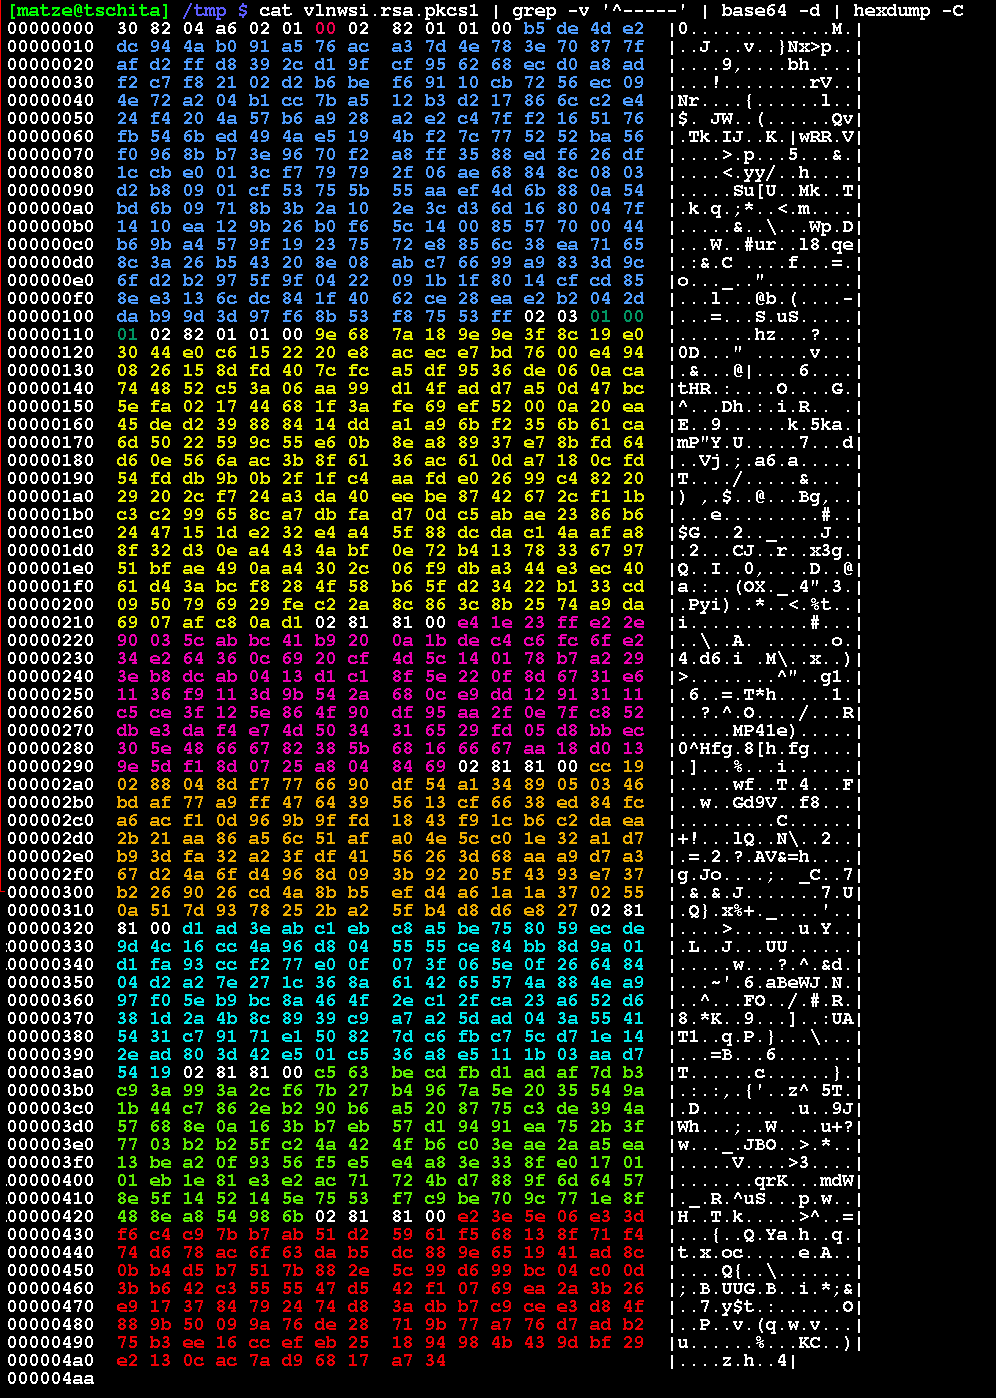 [matze@tschita] /tmp $ cat vlnwsi.rsa.pkcs1 | grep -v '^-----' | base64 -d | hexdump -C
00000000 30 82 04 a6 02 01 00 02 82 01 01 00 b5 de 4d e2 |0.............M.|
00000010 dc 94 4a b0 91 a5 76 ac a3 7d 4e 78 3e 70 87 7f |..J...v..}Nx>p..|
00000020 af d2 ff d8 39 2c d1 9f cf 95 62 68 ec d0 a8 ad |....9,....bh....|
00000030 f2 c7 f8 21 02 d2 b6 be f6 91 10 cb 72 56 ec 09 |...!........rV..|
00000040 4e 72 a2 04 b1 cc 7b a5 12 b3 d2 17 86 6c c2 e4 |Nr....{......l..|
00000050 24 f4 20 4a 57 b6 a9 28 a2 e2 c4 7f f2 16 51 76 |$. JW..(......Qv|
00000060 fb 54 6b ed 49 4a e5 19 4b f2 7c 77 52 52 ba 56 |.Tk.IJ..K.|wRR.V|
00000070 f0 96 8b b7 3e 96 70 f2 a8 ff 35 88 ed f6 26 df |....>.p...5...&.|
00000080 1c cb e0 01 3c f7 79 79 2f 06 ae 68 84 8c 08 03 |....<.yy/..h....|
00000090 d2 b8 09 01 cf 53 75 5b 55 aa ef 4d 6b 88 0a 54 |.....Su[U..Mk..T|
000000a0 bd 6b 09 71 8b 3b 2a 10 2e 3c d3 6d 16 80 04 7f |.k.q.;*..<.m....|
000000b0 14 10 ea 12 9b 26 b0 f6 5c 14 00 85 57 70 00 44 |.....&..\...Wp.D|
000000c0 b6 9b a4 57 9f 19 23 75 72 e8 85 6c 38 ea 71 65 |...W..#ur..l8.qe|
000000d0 8c 3a 26 b5 43 20 8e 08 ab c7 66 99 a9 83 3d 9c |.:&.C ....f...=.|
000000e0 6f d2 b2 97 5f 9f 04 22 09 1b 1f 80 14 cf cd 85 |o..._.."........|
000000f0 8e e3 13 6c dc 84 1f 40 62 ce 28 ea e2 b2 04 2d |...l...@b.(....-|
00000100 da b9 9d 3d 97 f6 8b 53 f8 75 53 ff 02 03 01 00 |...=...S.uS.....|
00000110 01 02 82 01 01 00 9e 68 7a 18 9e 9e 3f 8c 19 e0 |.......hz...?...|
00000120 30 44 e0 c6 15 22 20 e8 ac ec e7 bd 76 00 e4 94 |0D..." .....v...|
00000130 08 26 15 8d fd 40 7c fc a5 df 95 36 de 06 0a ca |.&...@|....6....|
00000140 74 48 52 c5 3a 06 aa 99 d1 4f ad d7 a5 0d 47 bc |tHR.:....O....G.|
00000150 5e fa 02 17 44 68 1f 3a fe 69 ef 52 00 0a 20 ea |^...Dh.:.i.R.. .|
00000160 45 de d2 39 88 84 14 dd a1 a9 6b f2 35 6b 61 ca |E..9......k.5ka.|
00000170 6d 50 22 59 9c 55 e6 0b 8e a8 89 37 e7 8b fd 64 |mP"Y.U.....7...d|
00000180 d6 0e 56 6a ac 3b 8f 61 36 ac 61 0d a7 18 0c fd |..Vj.;.a6.a.....|
00000190 54 fd db 9b 0b 2f 1f c4 aa fd e0 26 99 c4 82 20 |T..../.....&... |
000001a0 29 20 2c f7 24 a3 da 40 ee be 87 42 67 2c f1 1b |) ,.$..@...Bg,..|
000001b0 c3 c2 99 65 8c a7 db fa d7 0d c5 ab ae 23 86 b6 |...e.........#..|
000001c0 24 47 15 1d e2 32 e4 a4 5f 88 dc da c1 4a af a8 |$G...2.._....J..|
000001d0 8f 32 d3 0e a4 43 4a bf 0e 72 b4 13 78 33 67 97 |.2...CJ..r..x3g.|
000001e0 51 bf ae 49 0a a4 30 2c 06 f9 db a3 44 e3 ec 40 |Q..I..0,....D..@|
000001f0 61 d4 3a bc f8 28 4f 58 b6 5f d2 34 22 b1 33 cd |a.:..(OX._.4".3.|
00000200 09 50 79 69 29 fe c2 2a 8c 86 3c 8b 25 74 a9 da |.Pyi)..*..<.%t..|
00000210 69 07 af c8 0a d1 02 81 81 00 e4 1e 23 ff e2 2e |i...........#...|
00000220 90 03 5c ab bc 41 b9 20 0a 1b de c4 c6 fc 6f e2 |..\..A. ......o.|
00000230 34 e2 64 36 0c 69 20 cf 4d 5c 14 01 78 b7 a2 29 |4.d6.i .M\..x..)|
00000240 3e b8 dc ab 04 13 d1 c1 8f 5e 22 0f 8d 67 31 e6 |>........^"..g1.|
00000250 11 36 f9 11 3d 9b 54 2a 68 0c e9 dd 12 91 31 11 |.6..=.T*h.....1.|
00000260 c5 ce 3f 12 5e 86 4f 90 df 95 aa 2f 0e 7f c8 52 |..?.^.O..../...R|
00000270 db e3 da f4 e7 4d 50 34 31 65 29 fd 05 d8 bb ec |.....MP41e).....|
00000280 30 5e 48 66 67 82 38 5b 68 16 66 67 aa 18 d0 13 |0^Hfg.8[h.fg....|
00000290 9e 5d f1 8d 07 25 a8 04 84 69 02 81 81 00 cc 19 |.]...%...i......|
000002a0 02 88 04 8d f7 77 66 90 df 54 a1 34 89 05 03 46 |.....wf..T.4...F|
000002b0 bd af 77 a9 ff 47 64 39 56 13 cf 66 38 ed 84 fc |..w..Gd9V..f8...|
000002c0 a6 ac f1 0d 96 9b 9f fd 18 43 f9 1c b6 c2 da ea |.........C......|
000002d0 2b 21 aa 86 a5 6c 51 af a0 4e 5c c0 1e 32 a1 d7 |+!...lQ..N\..2..|
000002e0 b9 3d fa 32 a2 3f df 41 56 26 3d 68 aa a9 d7 a3 |.=.2.?.AV&=h....|
000002f0 67 d2 4a 6f d4 96 8d 09 3b 92 20 5f 43 93 e7 37 |g.Jo....;. _C..7|
00000300 b2 26 90 26 cd 4a 8b b5 ef d4 a6 1a 1a 37 02 55 |.&.&.J.......7.U|
00000310 0a 51 7d 93 78 25 2b a2 5f b4 d8 d6 e8 27 02 81 |.Q}.x%+._....'..|
00000320 81 00 d1 ad 3e ab c1 eb c8 a5 be 75 80 59 ec de |....>......u.Y..|
00000330 9d 4c 16 cc 4a 96 d8 04 55 55 ce 84 bb 8d 9a 01 |.L..J...UU......|
00000340 d1 fa 93 cc f2 77 e0 0f 07 3f 06 5e 0f 26 64 84 |.....w...?.^.&d.|
00000350 04 d2 a2 7e 27 1c 36 8a 61 42 65 57 4a 88 4e a9 |...~'.6.aBeWJ.N.|
00000360 97 f0 5e b9 bc 8a 46 4f 2e c1 2f ca 23 a6 52 d6 |..^...FO../.#.R.|
00000370 38 1d 2a 4b 8c 89 39 c9 a7 a2 5d ad 04 3a 55 41 |8.*K..9...]..:UA|
00000380 54 31 c7 91 71 e1 50 82 7d c6 fb c7 5c d7 1e 14 |T1..q.P.}...\...|
00000390 2e ad 80 3d 42 e5 01 c5 36 a8 e5 11 1b 03 aa d7 |...=B...6.......|
000003a0 54 19 02 81 81 00 c5 63 be cd fb d1 ad af 7d b3 |T......c......}.|
000003b0 c9 3a 99 3a 2c f6 7b 27 b4 96 7a 5e 20 35 54 9a |.:.:,.{'..z^ 5T.|
000003c0 1b 44 c7 86 2e b2 90 b6 a5 20 87 75 c3 de 39 4a |.D....... .u..9J|
000003d0 57 68 8e 0a 16 3b b7 eb 57 d1 94 91 ea 75 2b 3f |Wh...;..W....u+?|
000003e0 77 03 b2 b2 5f c2 4a 42 4f b6 c0 3e ae 2a a5 ea |w..._.JBO..>.*..|
000003f0 13 be a2 0f 93 56 f5 e5 e4 a8 3e 33 8f e0 17 01 |.....V....>3....|
00000400 01 eb 1e 81 e3 e2 ac 71 72 4b d7 88 9f 6d 64 57 |.......qrK...mdW|
00000410 8e 5f 14 52 14 5e 75 53 f7 c9 be 70 9c 77 1e 8f |._.R.^uS...p.w..|
00000420 48 8e a8 54 98 6b 02 81 81 00 e2 3e 5e 06 e3 3d |H..T.k.....>^..=|
00000430 f6 c4 c9 7b b7 ab 51 d2 59 61 f5 68 13 8f 71 f4 |...{..Q.Ya.h..q.|
00000440 74 d6 78 ac 6f 63 da b5 dc 88 9e 65 19 41 ad 8c |t.x.oc.....e.A..|
00000450 0b b4 d5 b7 51 7b 88 2e 5c 99 d6 99 bc 04 c0 0d |....Q{..\.......|
00000460 3b b6 42 c3 55 55 47 d5 42 f1 07 69 ea 2a 3b 26 |;.B.UUG.B..i.*;&|
00000470 e9 17 37 84 79 24 74 d8 3a db b7 c9 ce e3 d8 4f |..7.y$t.:......O|
00000480 88 9b 50 09 9a 76 de 28 71 9b 77 a7 76 d7 ad b2 |..P..v.(q.w.v...|
00000490 75 b3 ee 16 cc ef eb 25 18 94 98 4b 43 9d bf 29 |u......%...KC..)|
000004a0 e2 13 0c ac 7a d9 68 17 a7 34 |....z.h..4|
000004aa